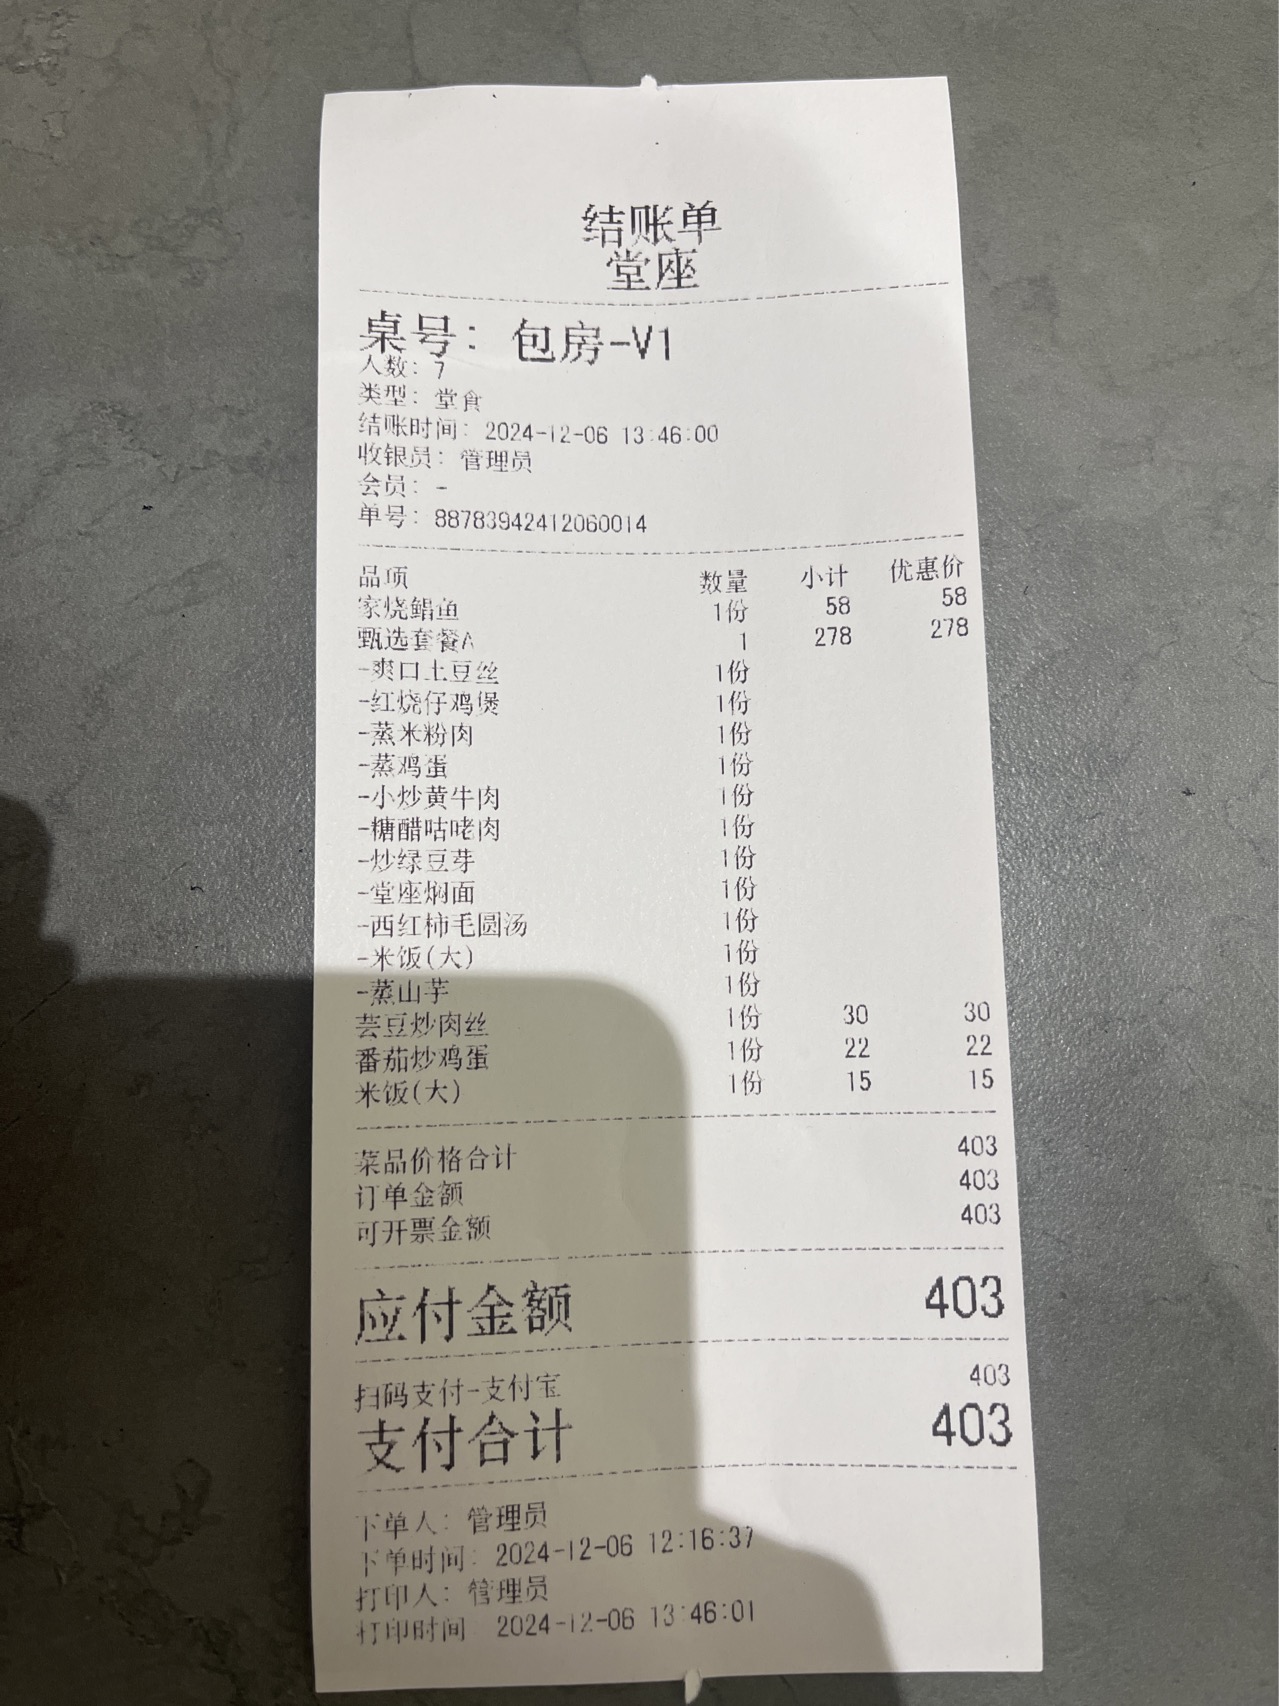 结账单
堂座
桌号: 包房-V1
人数: 7
类型: 堂食
结账时间: 2024-12-06 13:46:00
收银员: 管理员
会员: -
单号: 88783942412060014
品项 数量 小计 优惠价
家烧鲳鱼 1份 58 58
甄选套餐A 1 278 278
-爽口土豆丝 1份
-红烧仔鸡煲 1份
-蒸米粉肉 1份
-蒸鸡蛋 1份
-小炒黄牛肉 1份
-糖醋咕咾肉 1份
-炒绿豆芽 1份
-堂座焖面 1份
-西红柿毛圆汤 1份
-米饭(大) 1份
-蒸山芋 1份
芸豆炒肉丝 1份 30 30
番茄炒鸡蛋 1份 22 22
米饭(大) 1份 15 15
菜品价格合计 403
订单金额 403
可开票金额 403
应付金额 403
扫码支付-支付宝 403
支付合计 403
下单人: 管理员
下单时间: 2024-12-06 12:16:37
打印人: 管理员
打印时间: 2024-12-06 13:46:01